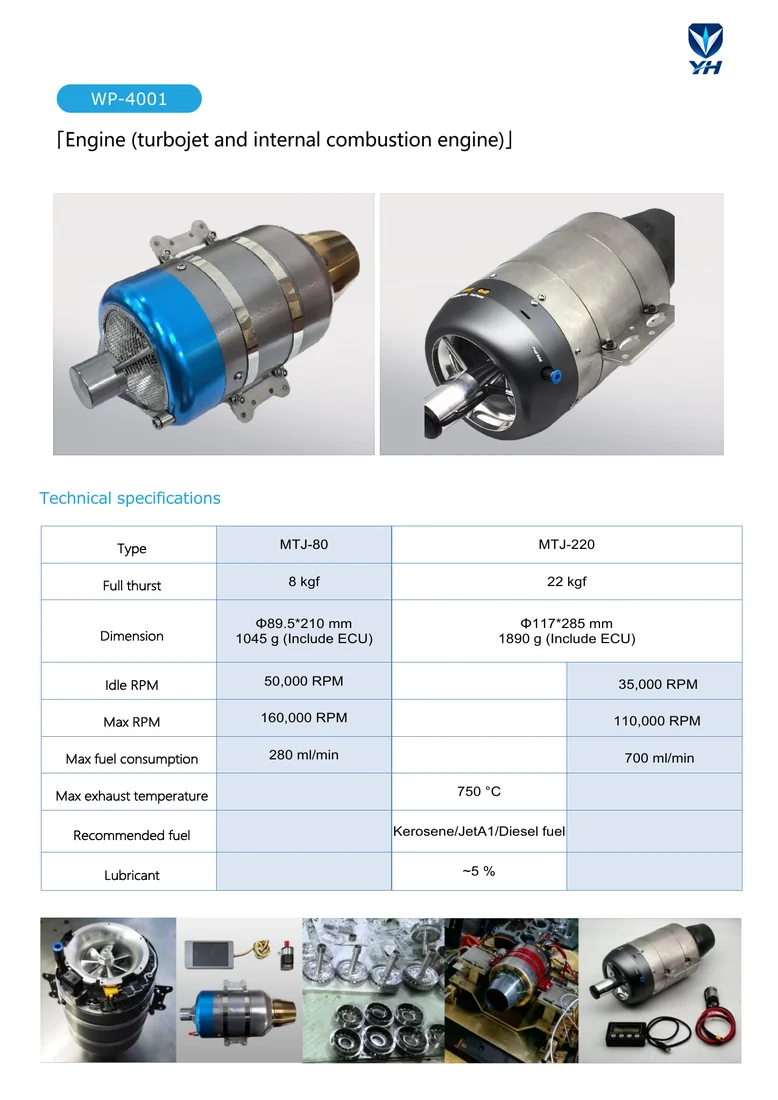 YH
WP-4001
「Engine (turbojet and internal combustion engine)」
Technical specifications
Type MTJ-80 MTJ-220
Full thurst 8 kgf 22 kgf
Dimension Φ89.5*210 mm Φ117*285 mm
1045 g (Include ECU) 1890 g (Include ECU)
Idle RPM 50,000 RPM 35,000 RPM
Max RPM 160,000 RPM 110,000 RPM
Max fuel consumption 280 ml/min 700 ml/min
Max exhaust temperature 750 °C
Recommended fuel Kerosene/JetA1/Diesel fuel
Lubricant ~5 %